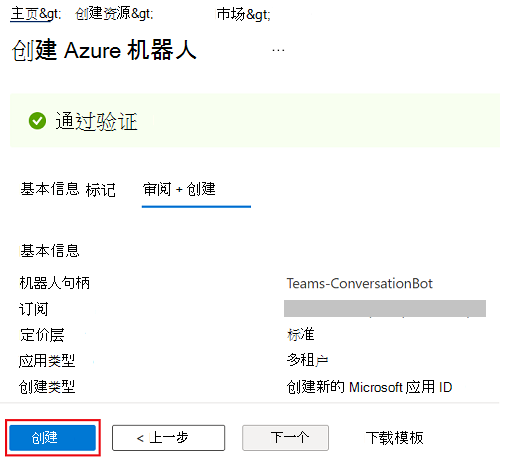 主页&gt; 创建资源&gt; 市场&gt;
创建 Azure 机器人 ...
通过验证
基本信息 标记 审阅 + 创建
基本信息
机器人句柄 Teams-ConversationBot
订阅
定价层 标准
应用类型 多租户
创建类型 创建新的 Microsoft 应用 ID
创建 < 上一步 下一个 下载模板